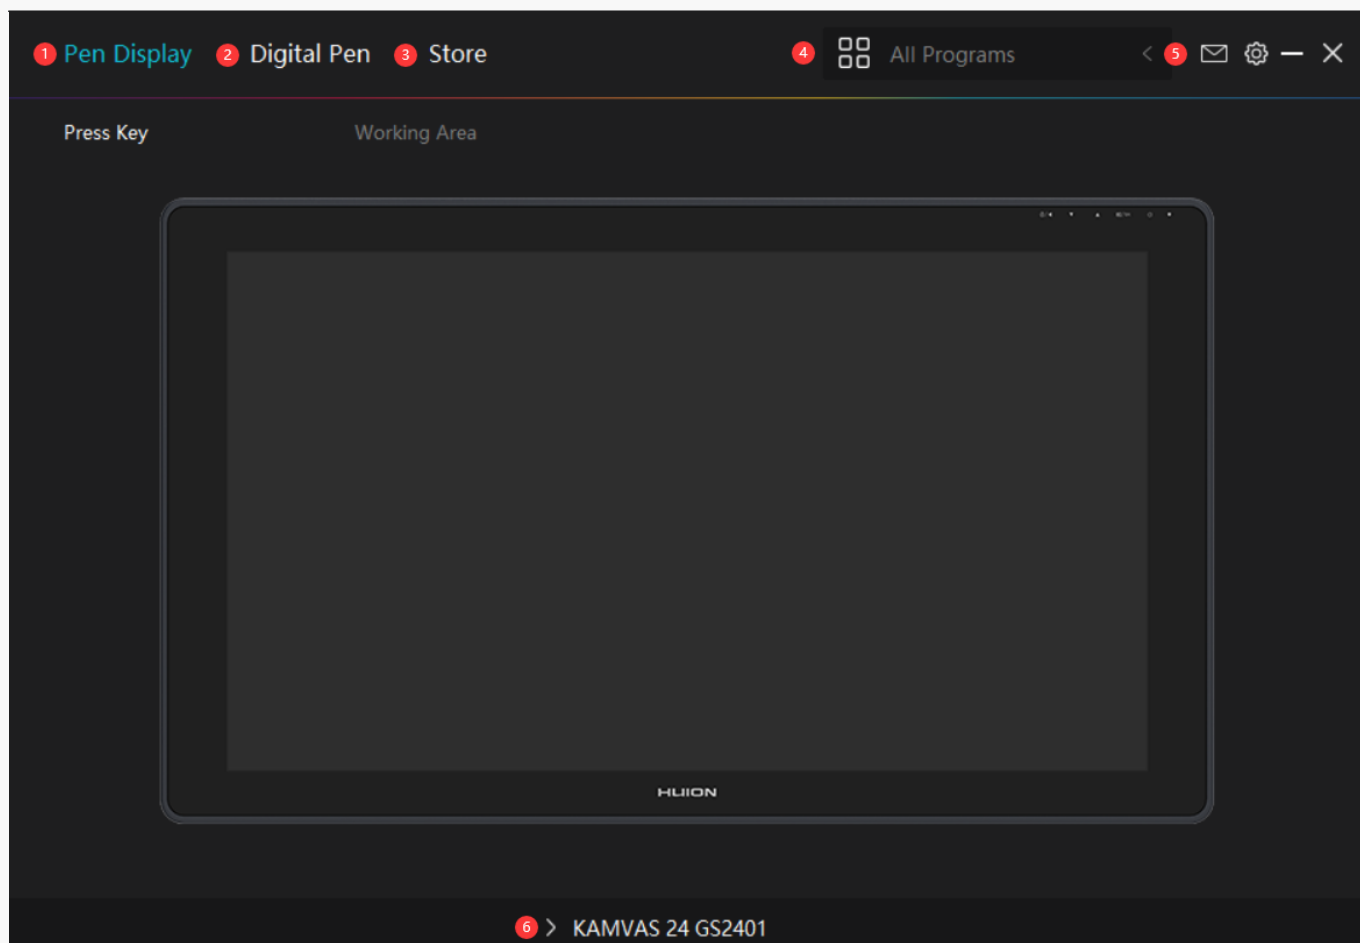 1 Pen Display 2 Digital Pen 3 Store 4 All Programs 5
Press Key Working Area
HUION
6 KAMVAS 24 GS2401